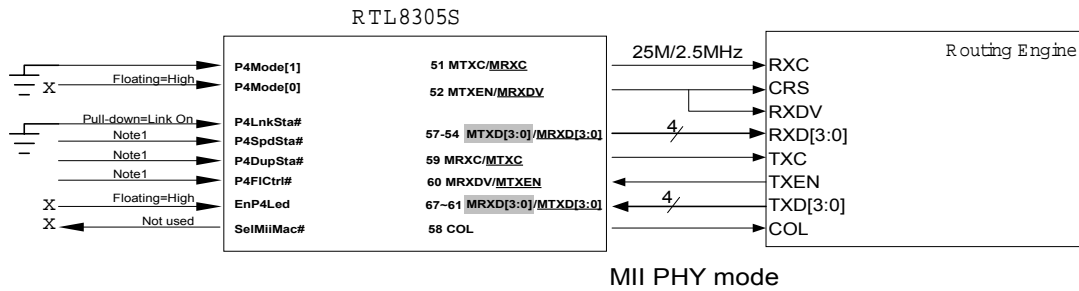 RTL8305S
25M/2.5MHz
Routing Engine
P4Mode[1]
51 MTXC/MRXC
RXC
X
Floating=High
P4Mode[0]
52 MTXEN/MRXDV
CRS
RXDV
Pull-down=Link On
P4LnkSta#
57-54 MTXD[3:0]/MRXD[3:0]
4
RXD[3:0]
Note1
P4SpdSta#
Note1
P4DupSta#
59 MRXC/MTXC
TXC
Note1
P4FlCtrl#
60 MRXDV/MTXEN
TXEN
X
Floating=High
EnP4Led
67~61 MRXD[3:0]/MTXD[3:0]
4
TXD[3:0]
X
Not used
SelMiiMac#
58 COL
COL
MII PHY mode